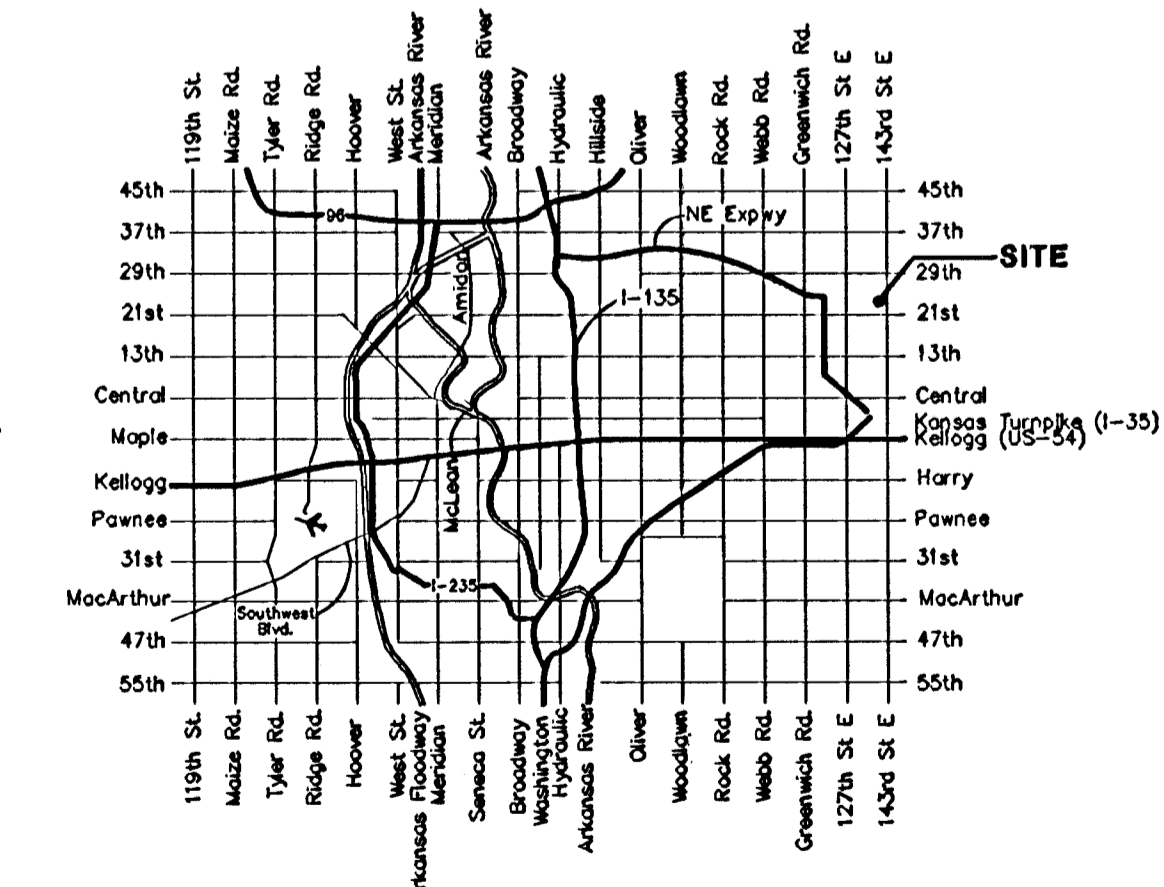 119th St.
Maize Rd.
Tyler Rd.
Ridge Rd.
Hoover
West St.
Arkansas River
Meridian
Arkansas River
Broadway
Hydraulic
Hillside
Oliver
Woodlawn
Rock Rd.
Webb Rd.
Greenwich Rd.
127th St E
143rd St E
45th
45th
96
NE Expwy
37th
37th
SITE
29th
29th
Amidon
I-135
21st
21st
13th
13th
Central
Central
Kansas Turnpike (I-35)
Maple
Kellogg (US-54)
McLean
Kellogg
Harry
Pawnee
Pawnee
31st
31st
I-235
MacArthur
MacArthur
Southwest
Blvd.
47th
47th
55th
55th
119th St.
Maize Rd.
Tyler Rd.
Ridge Rd.
Hoover
West St.
rkansas Floodway
Meridian
Seneca St.
Broadway
Washington
Hydraulic
Arkansas River
Oliver
Woodlawn
Rock Rd.
Webb Rd.
Greenwich Rd.
127th St E
143rd St E